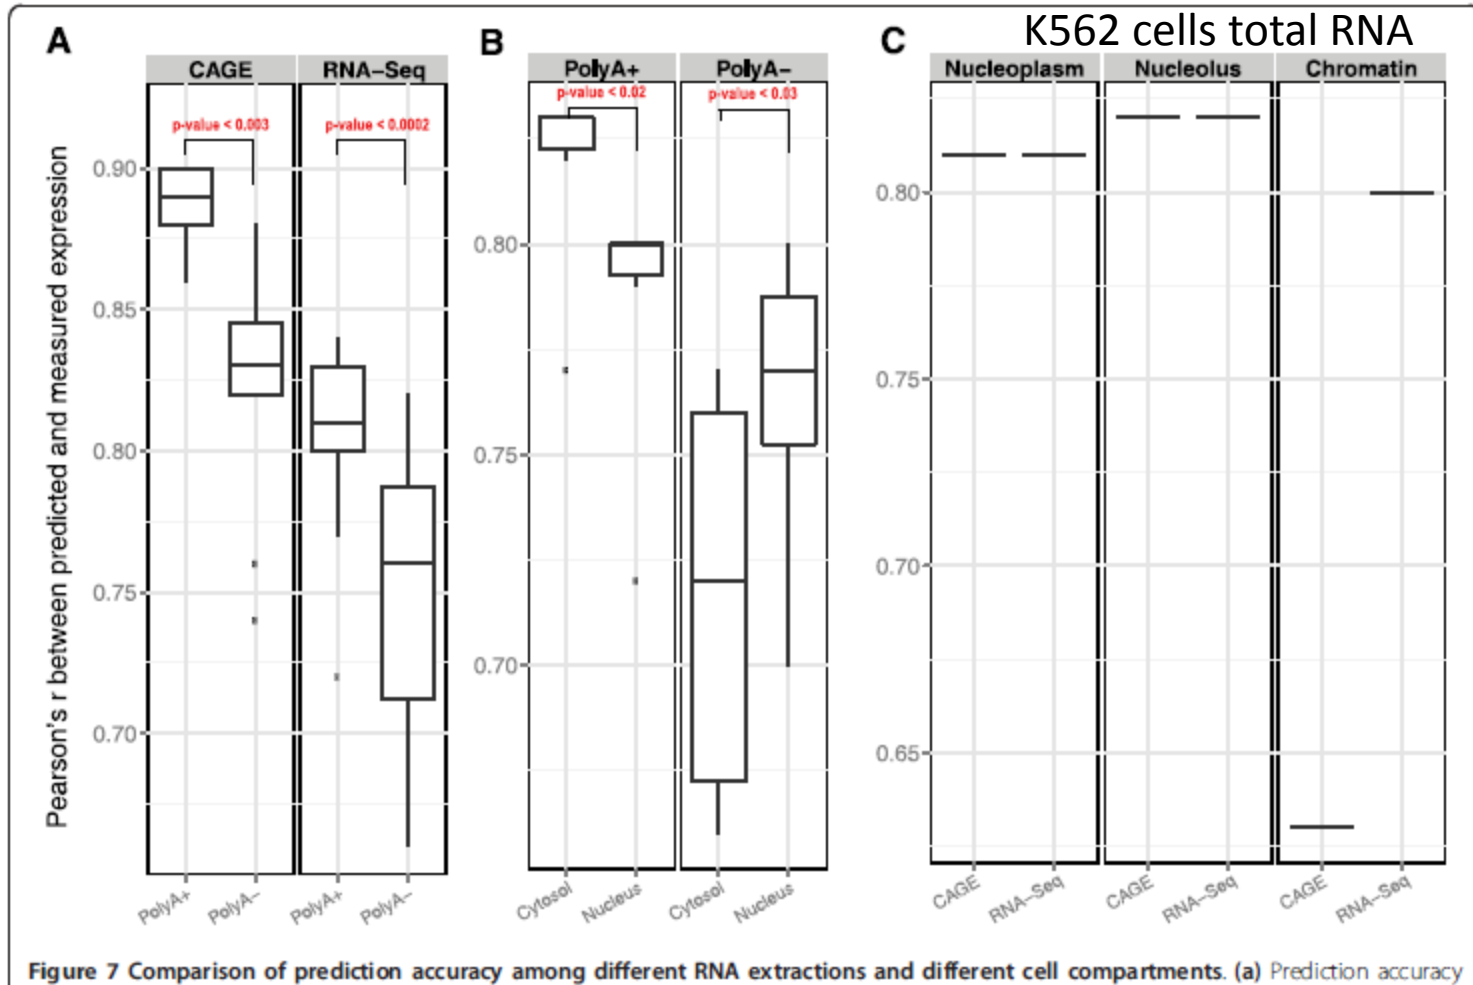 K562 cells total RNA
A
B
C
CAGE
RNA-Seq
PolyA+
PolyA-
Nucleoplasm
Nucleolus
Chromatin
p-value < 0.003
p-value < 0.0002
p-value < 0.02
p-value < 0.03
Pearson's r between predicted and measured expression
0.90
0.85
0.80
0.75
0.70
0.80
0.75
0.70
0.80
0.75
0.70
0.65
PolyA+
PolyA-
PolyA+
PolyA-
Cytosol
Nucleus
Cytosol
Nucleus
CAGE
RNA-Seq
CAGE
RNA-Seq
CAGE
RNA-Seq
Figure 7 Comparison of prediction accuracy among different RNA extractions and different cell compartments. (a) Prediction accuracy